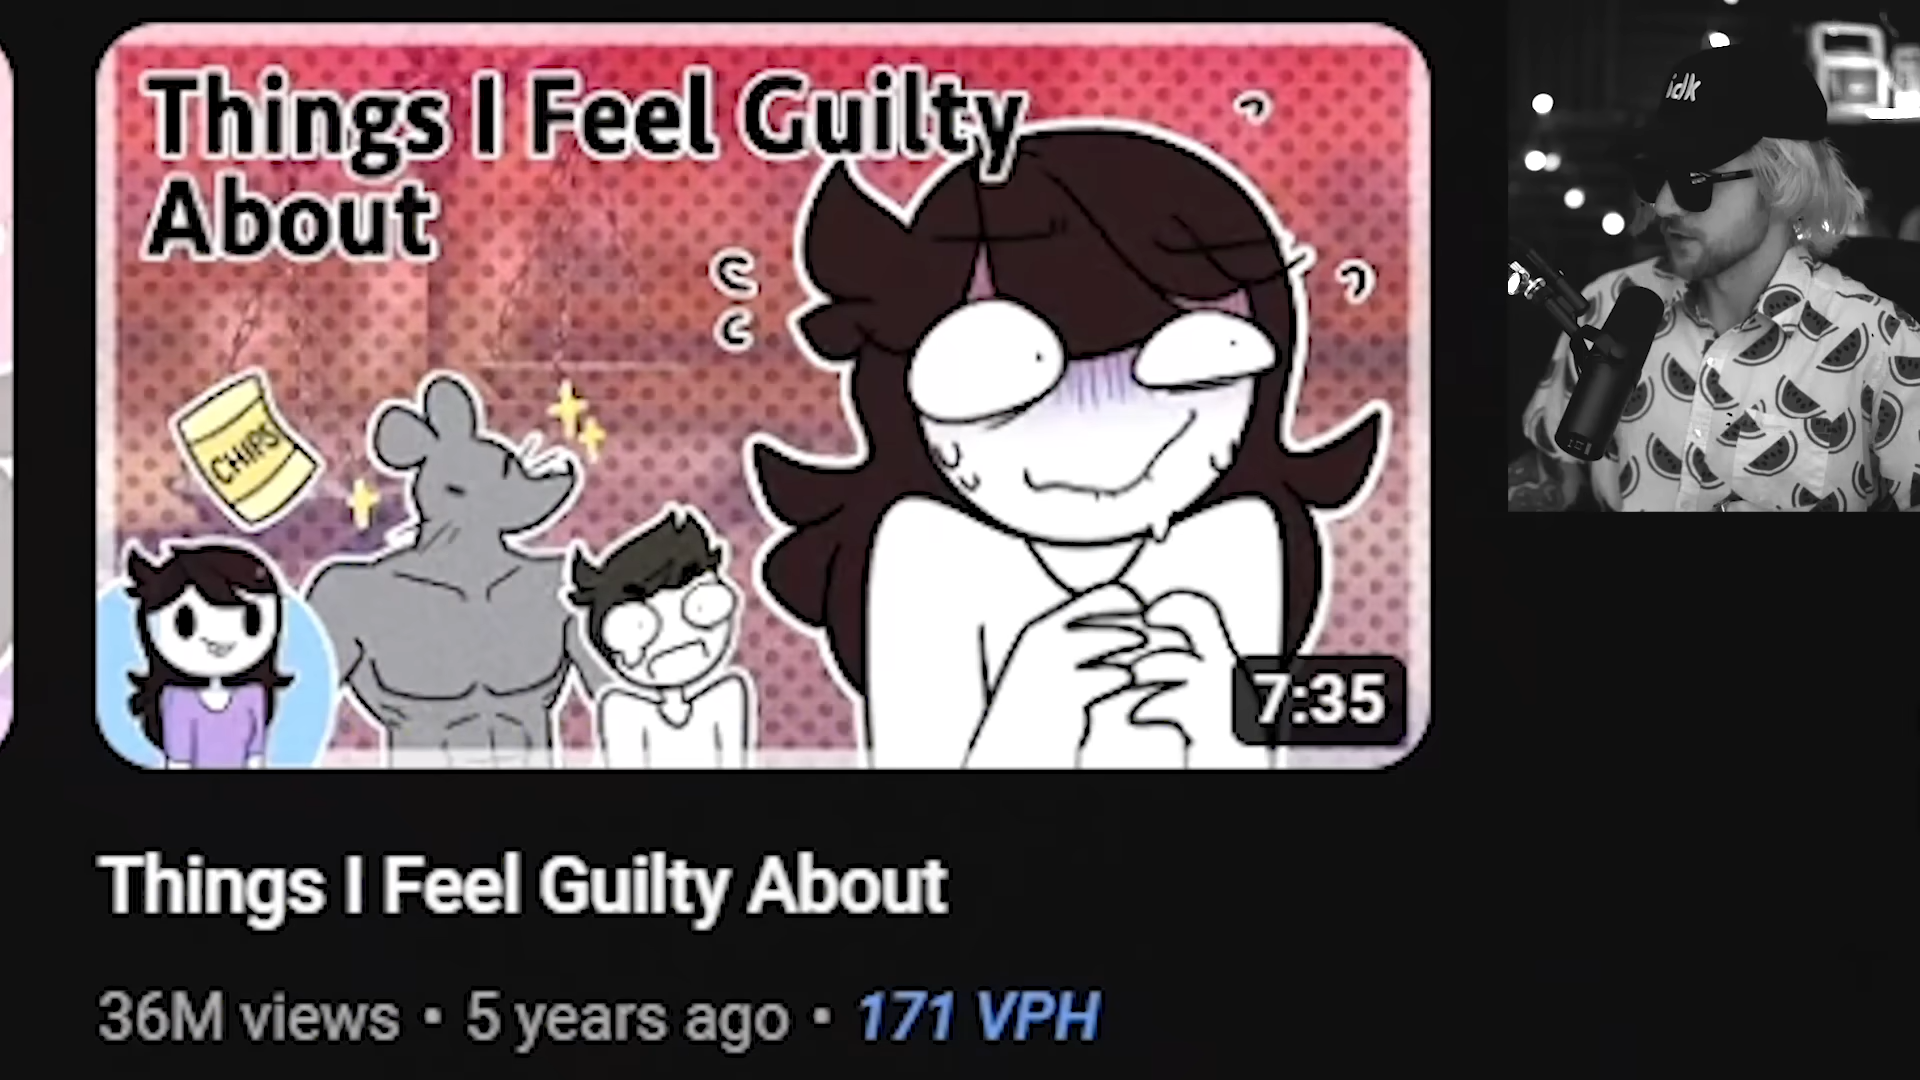 Things I Feel Guilty
About
idk
CHIPS
7:35
Things I Feel Guilty About
36M views • 5 years ago • 171 VPH